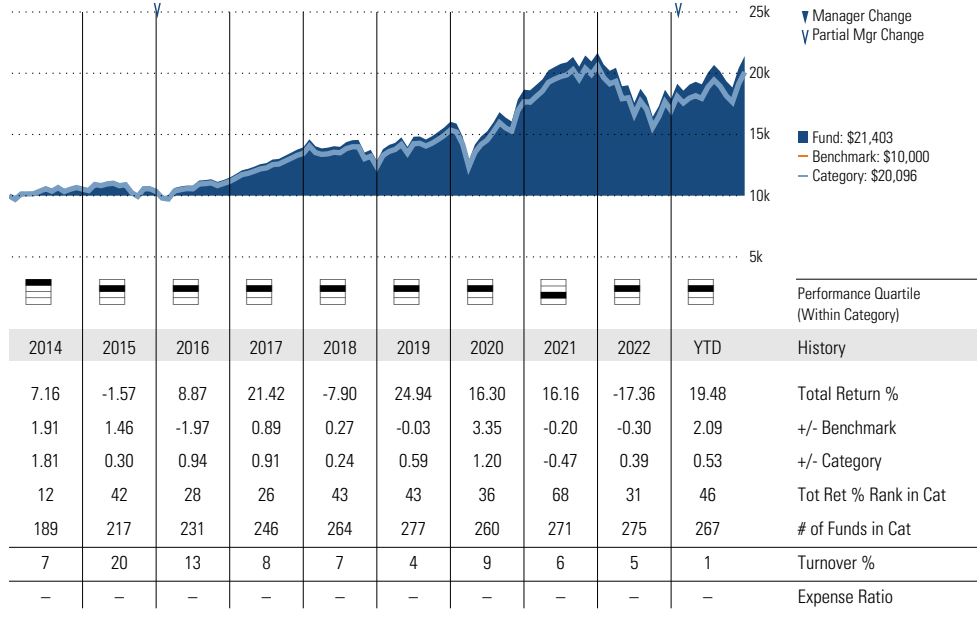 25k
20k
15k
10k
5k
Manager Change
Partial Mgr Change
Fund: $21,403
Benchmark: $10,000
Category: $20,096
Performance Quartile
(Within Category)
2014 2015 2016 2017 2018 2019 2020 2021 2022 YTD History
7.16 -1.57 8.87 21.42 -7.90 24.94 16.30 16.16 -17.36 19.48 Total Return %
1.91 1.46 -1.97 0.89 0.27 -0.03 3.35 -0.20 -0.30 2.09 +/- Benchmark
1.81 0.30 0.94 0.91 0.24 0.59 1.20 -0.47 0.39 0.53 +/- Category
12 42 28 26 43 43 36 68 31 46 Tot Ret % Rank in Cat
189 217 231 246 264 277 260 271 275 267 # of Funds in Cat
7 20 13 8 7 4 9 6 5 1 Turnover %
– – – – – – – – – – Expense Ratio